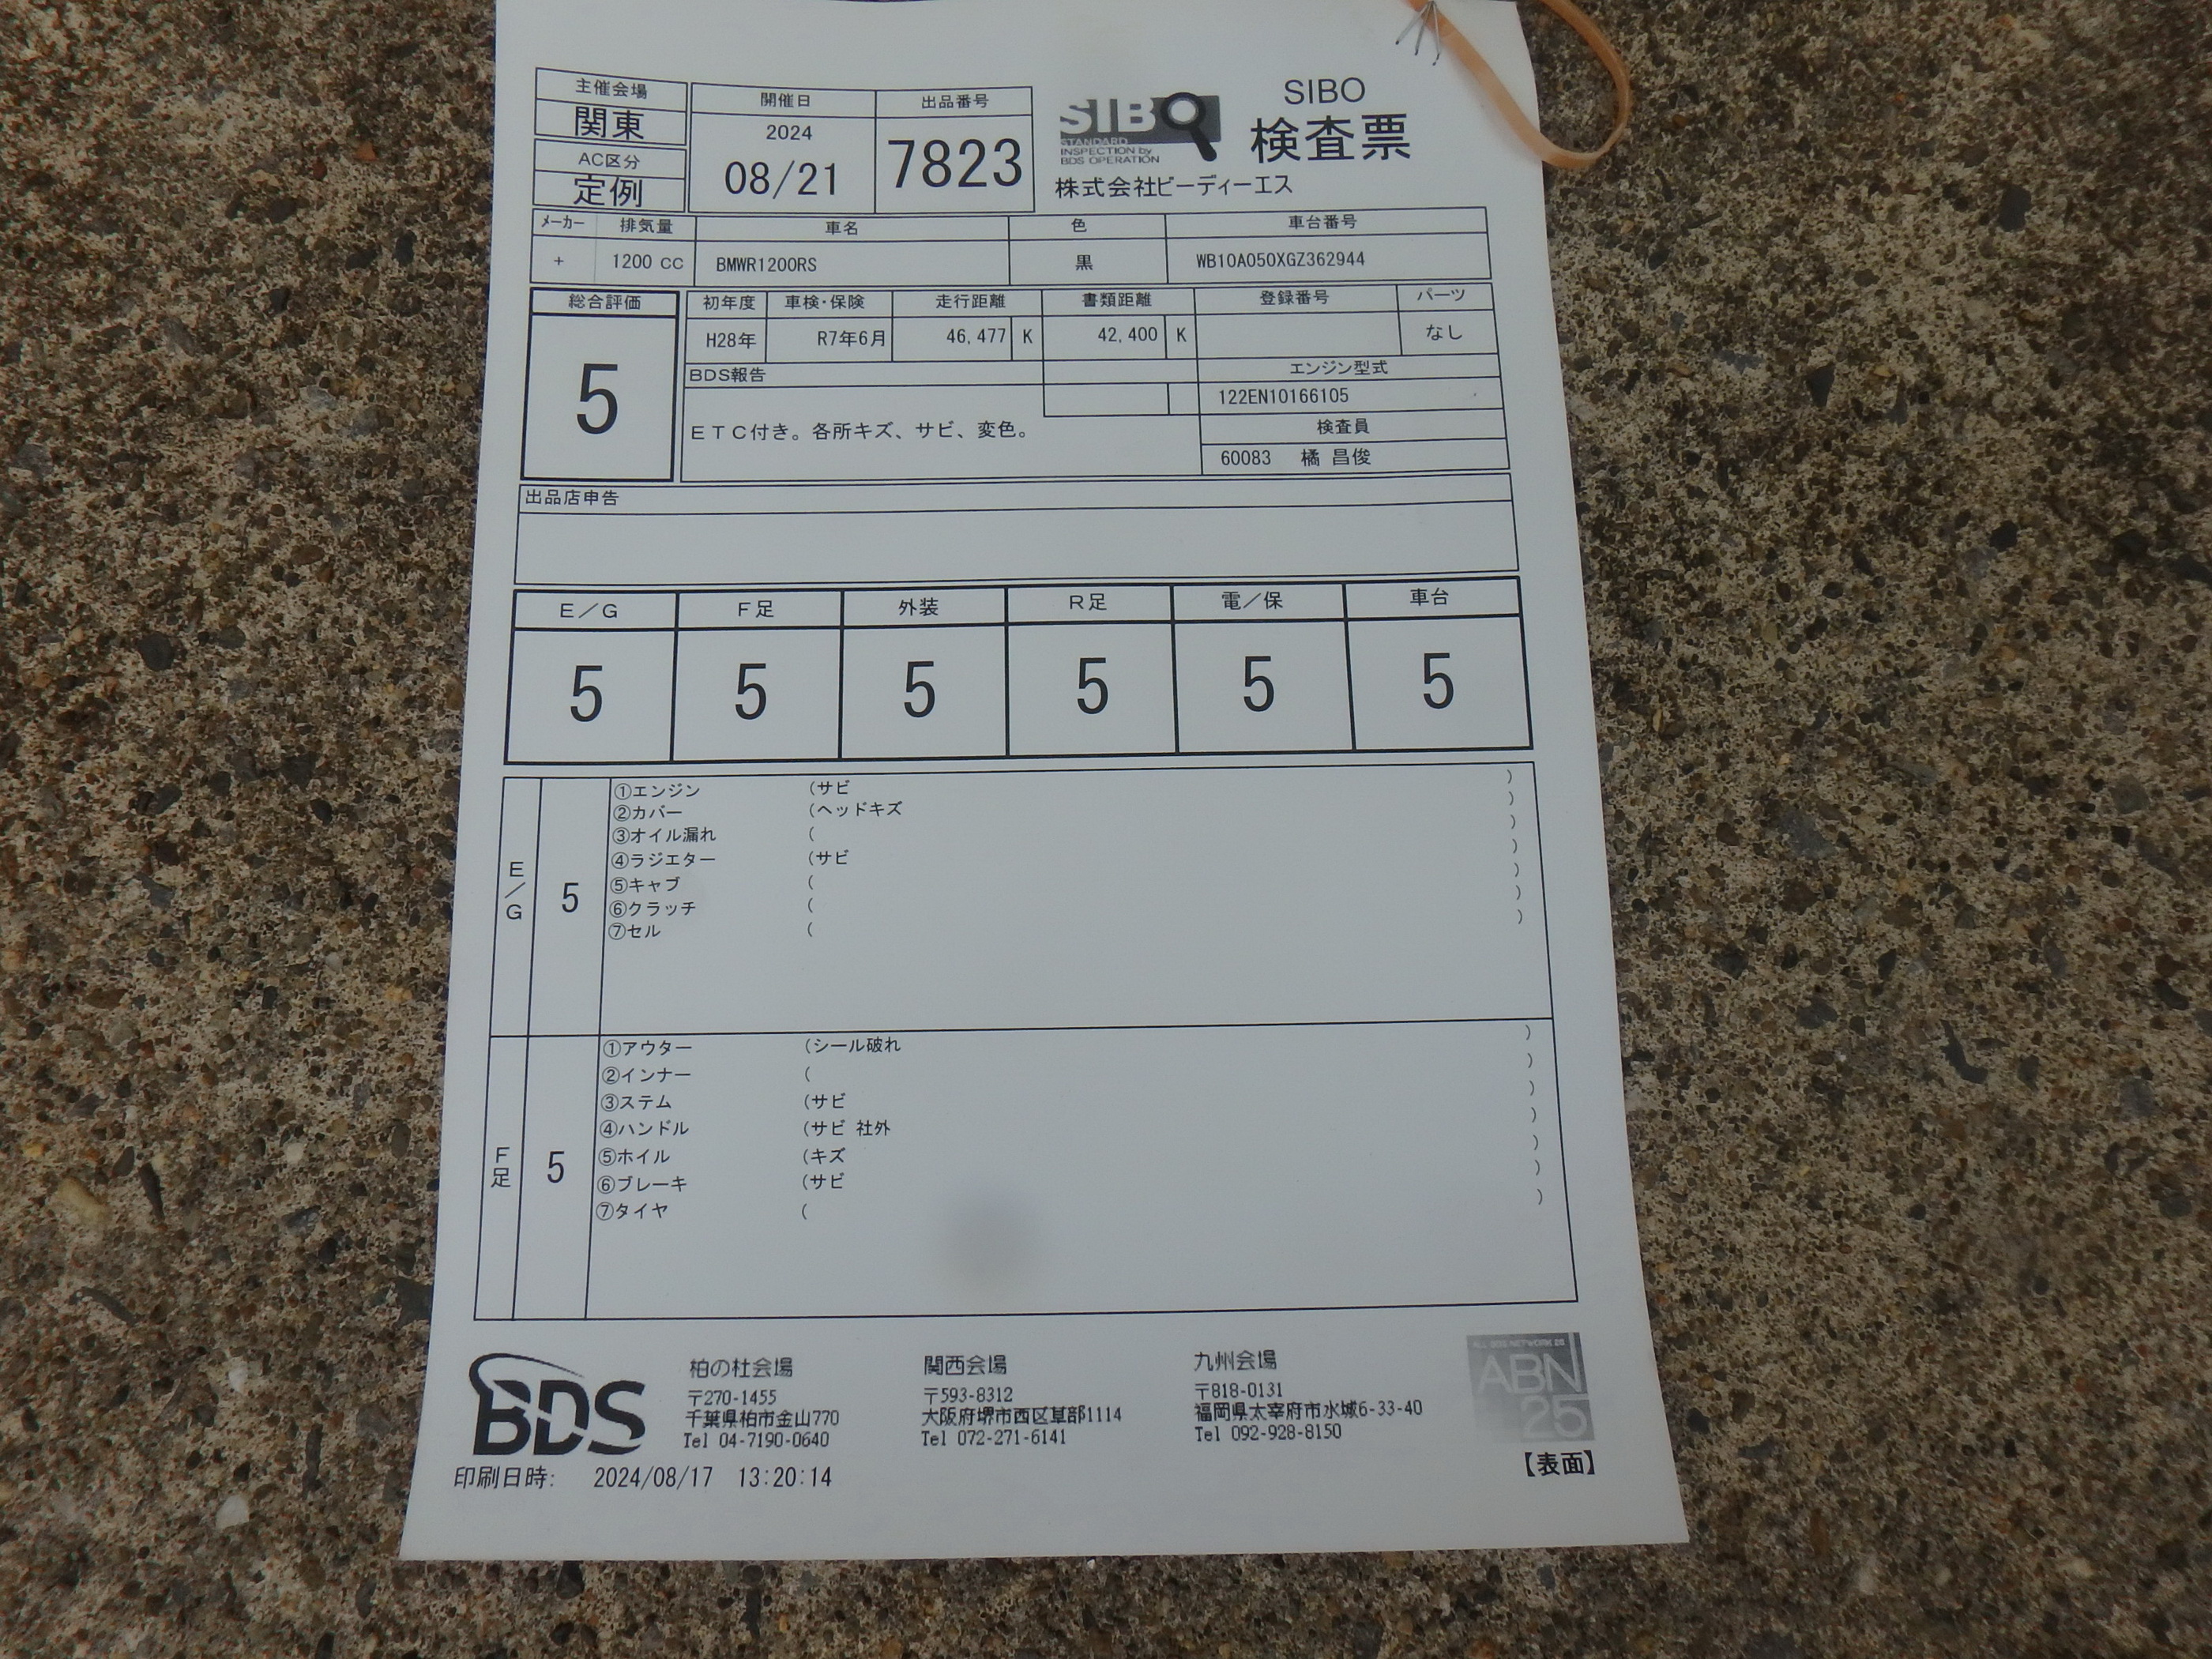 主催会場
関東
AC区分
定例
開催日
2024
08/21
出品番号
7823
SIBO
STANDARD
INSPECTION by
BDS OPERATION
SIBO
検査票
株式会社ビーディーエス
メーカー 排気量 車名 色 車台番号
+ 1200 CC BMWR1200RS 黒 WB10A050XGZ362944
総合評価
5
初年度 車検・保険 走行距離 書類距離 登録番号 パーツ
H28年 R7年6月 46,477 K 42,400 K なし
BDS報告
エンジン型式
122EN10166105
ETC付き。各所キズ、サビ、変色。
検査員
60083 橘 昌俊
出品店申告
E/G F足 外装 R足 電/保 車台
5 5 5 5 5 5
E/G 5
①エンジン (サビ )
②カバー (ヘッドキズ )
③オイル漏れ ( )
④ラジエター (サビ )
⑤キャブ ( )
⑥クラッチ ( )
⑦セル ( )
F足 5
①アウター (シール破れ )
②インナー ( )
③ステム (サビ )
④ハンドル (サビ 社外 )
⑤ホイル (キズ )
⑥ブレーキ (サビ )
⑦タイヤ ( )
BDS
柏の杜会場
〒270-1455
千葉県柏市金山770
Tel 04-7190-0640
関西会場
〒593-8312
大阪府堺市西区草部1114
Tel 072-271-6141
九州会場
〒818-0131
福岡県太宰府市水城6-33-40
Tel 092-928-8150
ABN
25
【表面】
印刷日時: 2024/08/17 13:20:14